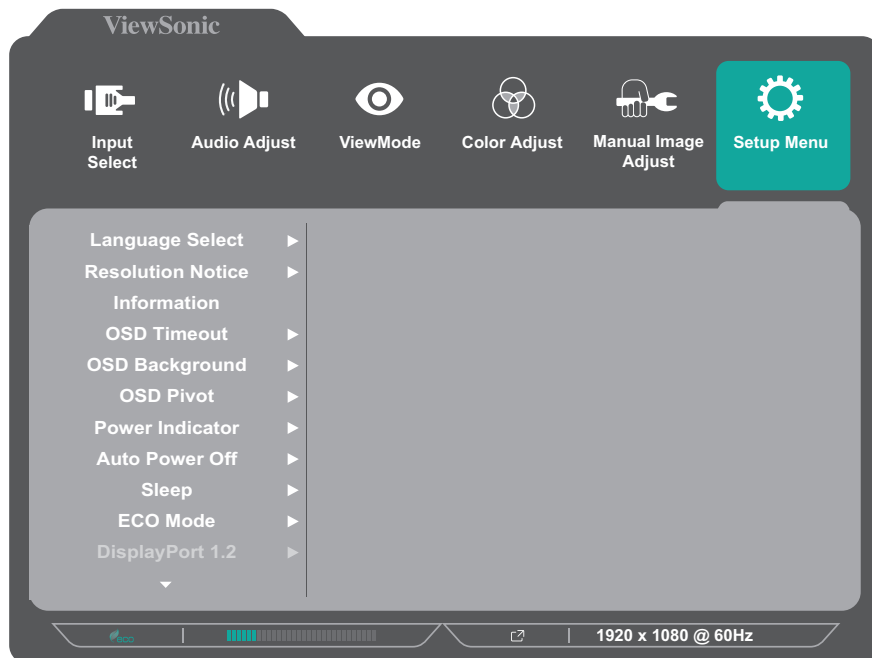 ViewSonic
Input
Select
Audio Adjust
ViewMode
Color Adjust
Manual Image
Adjust
Setup Menu
Language Select
Resolution Notice
Information
OSD Timeout
OSD Background
OSD Pivot
Power Indicator
Auto Power Off
Sleep
ECO Mode
DisplayPort 1.2
eco
1920 x 1080 @ 60Hz